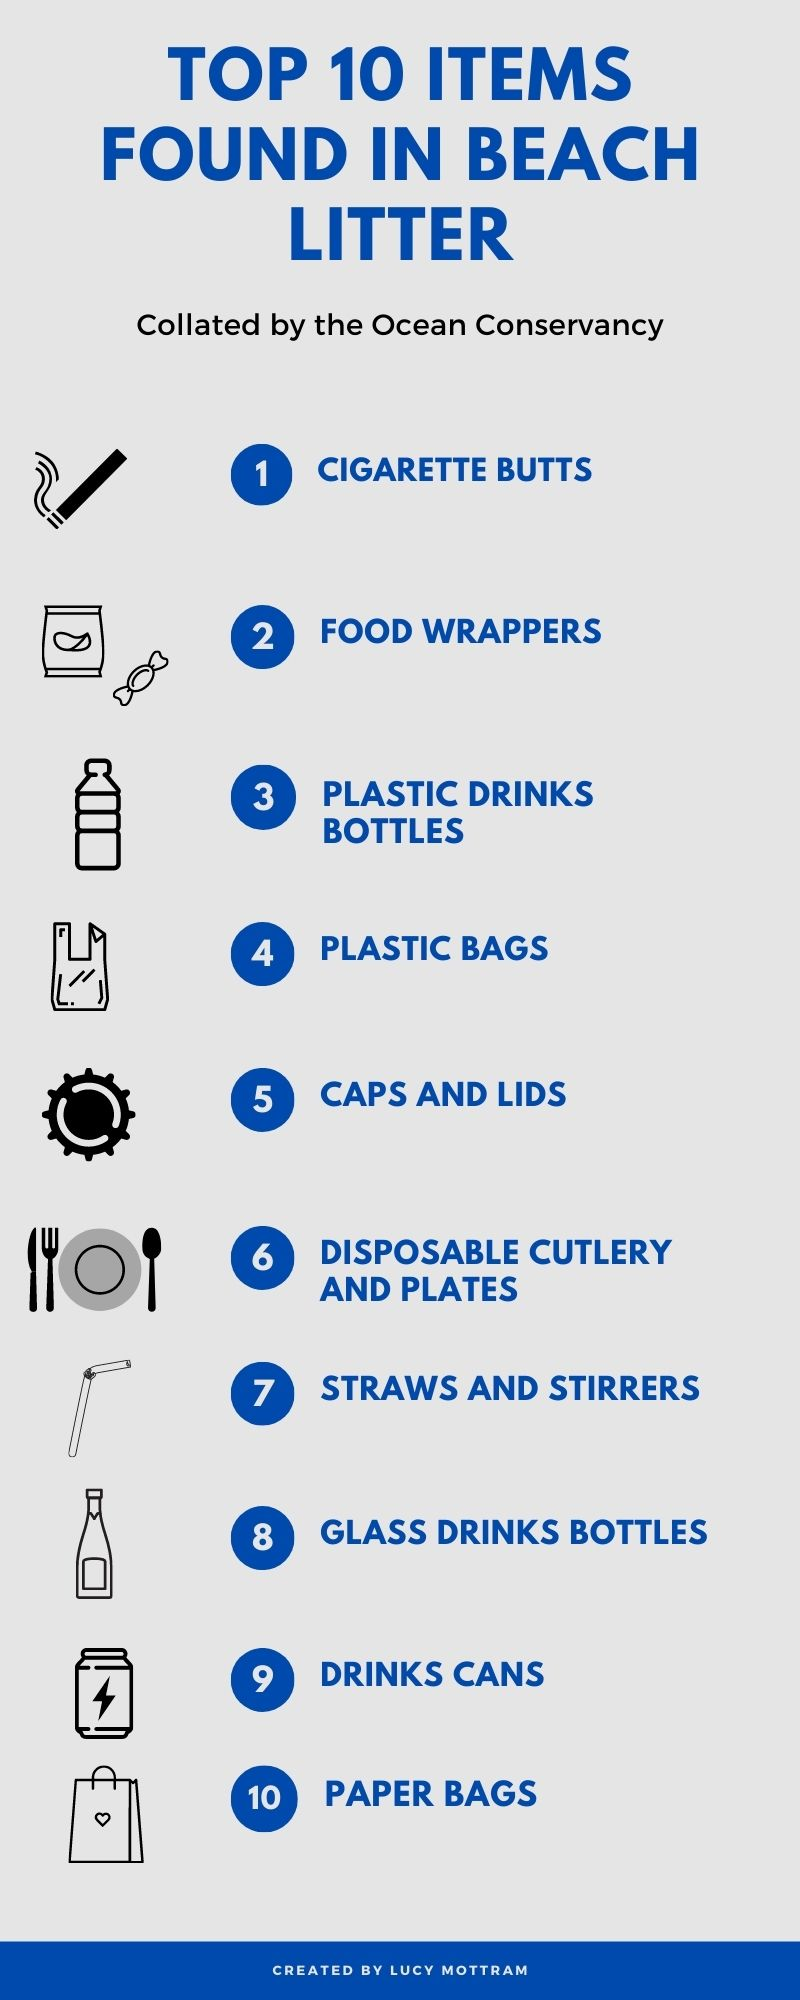 TOP 10 ITEMS
FOUND IN BEACH
LITTER
Collated by the Ocean Conservancy
1 CIGARETTE BUTTS
2 FOOD WRAPPERS
3 PLASTIC DRINKS
BOTTLES
4 PLASTIC BAGS
5 CAPS AND LIDS
6 DISPOSABLE CUTLERY
AND PLATES
7 STRAWS AND STIRRERS
8 GLASS DRINKS BOTTLES
9 DRINKS CANS
10 PAPER BAGS
CREATED BY LUCY MOTTRAM